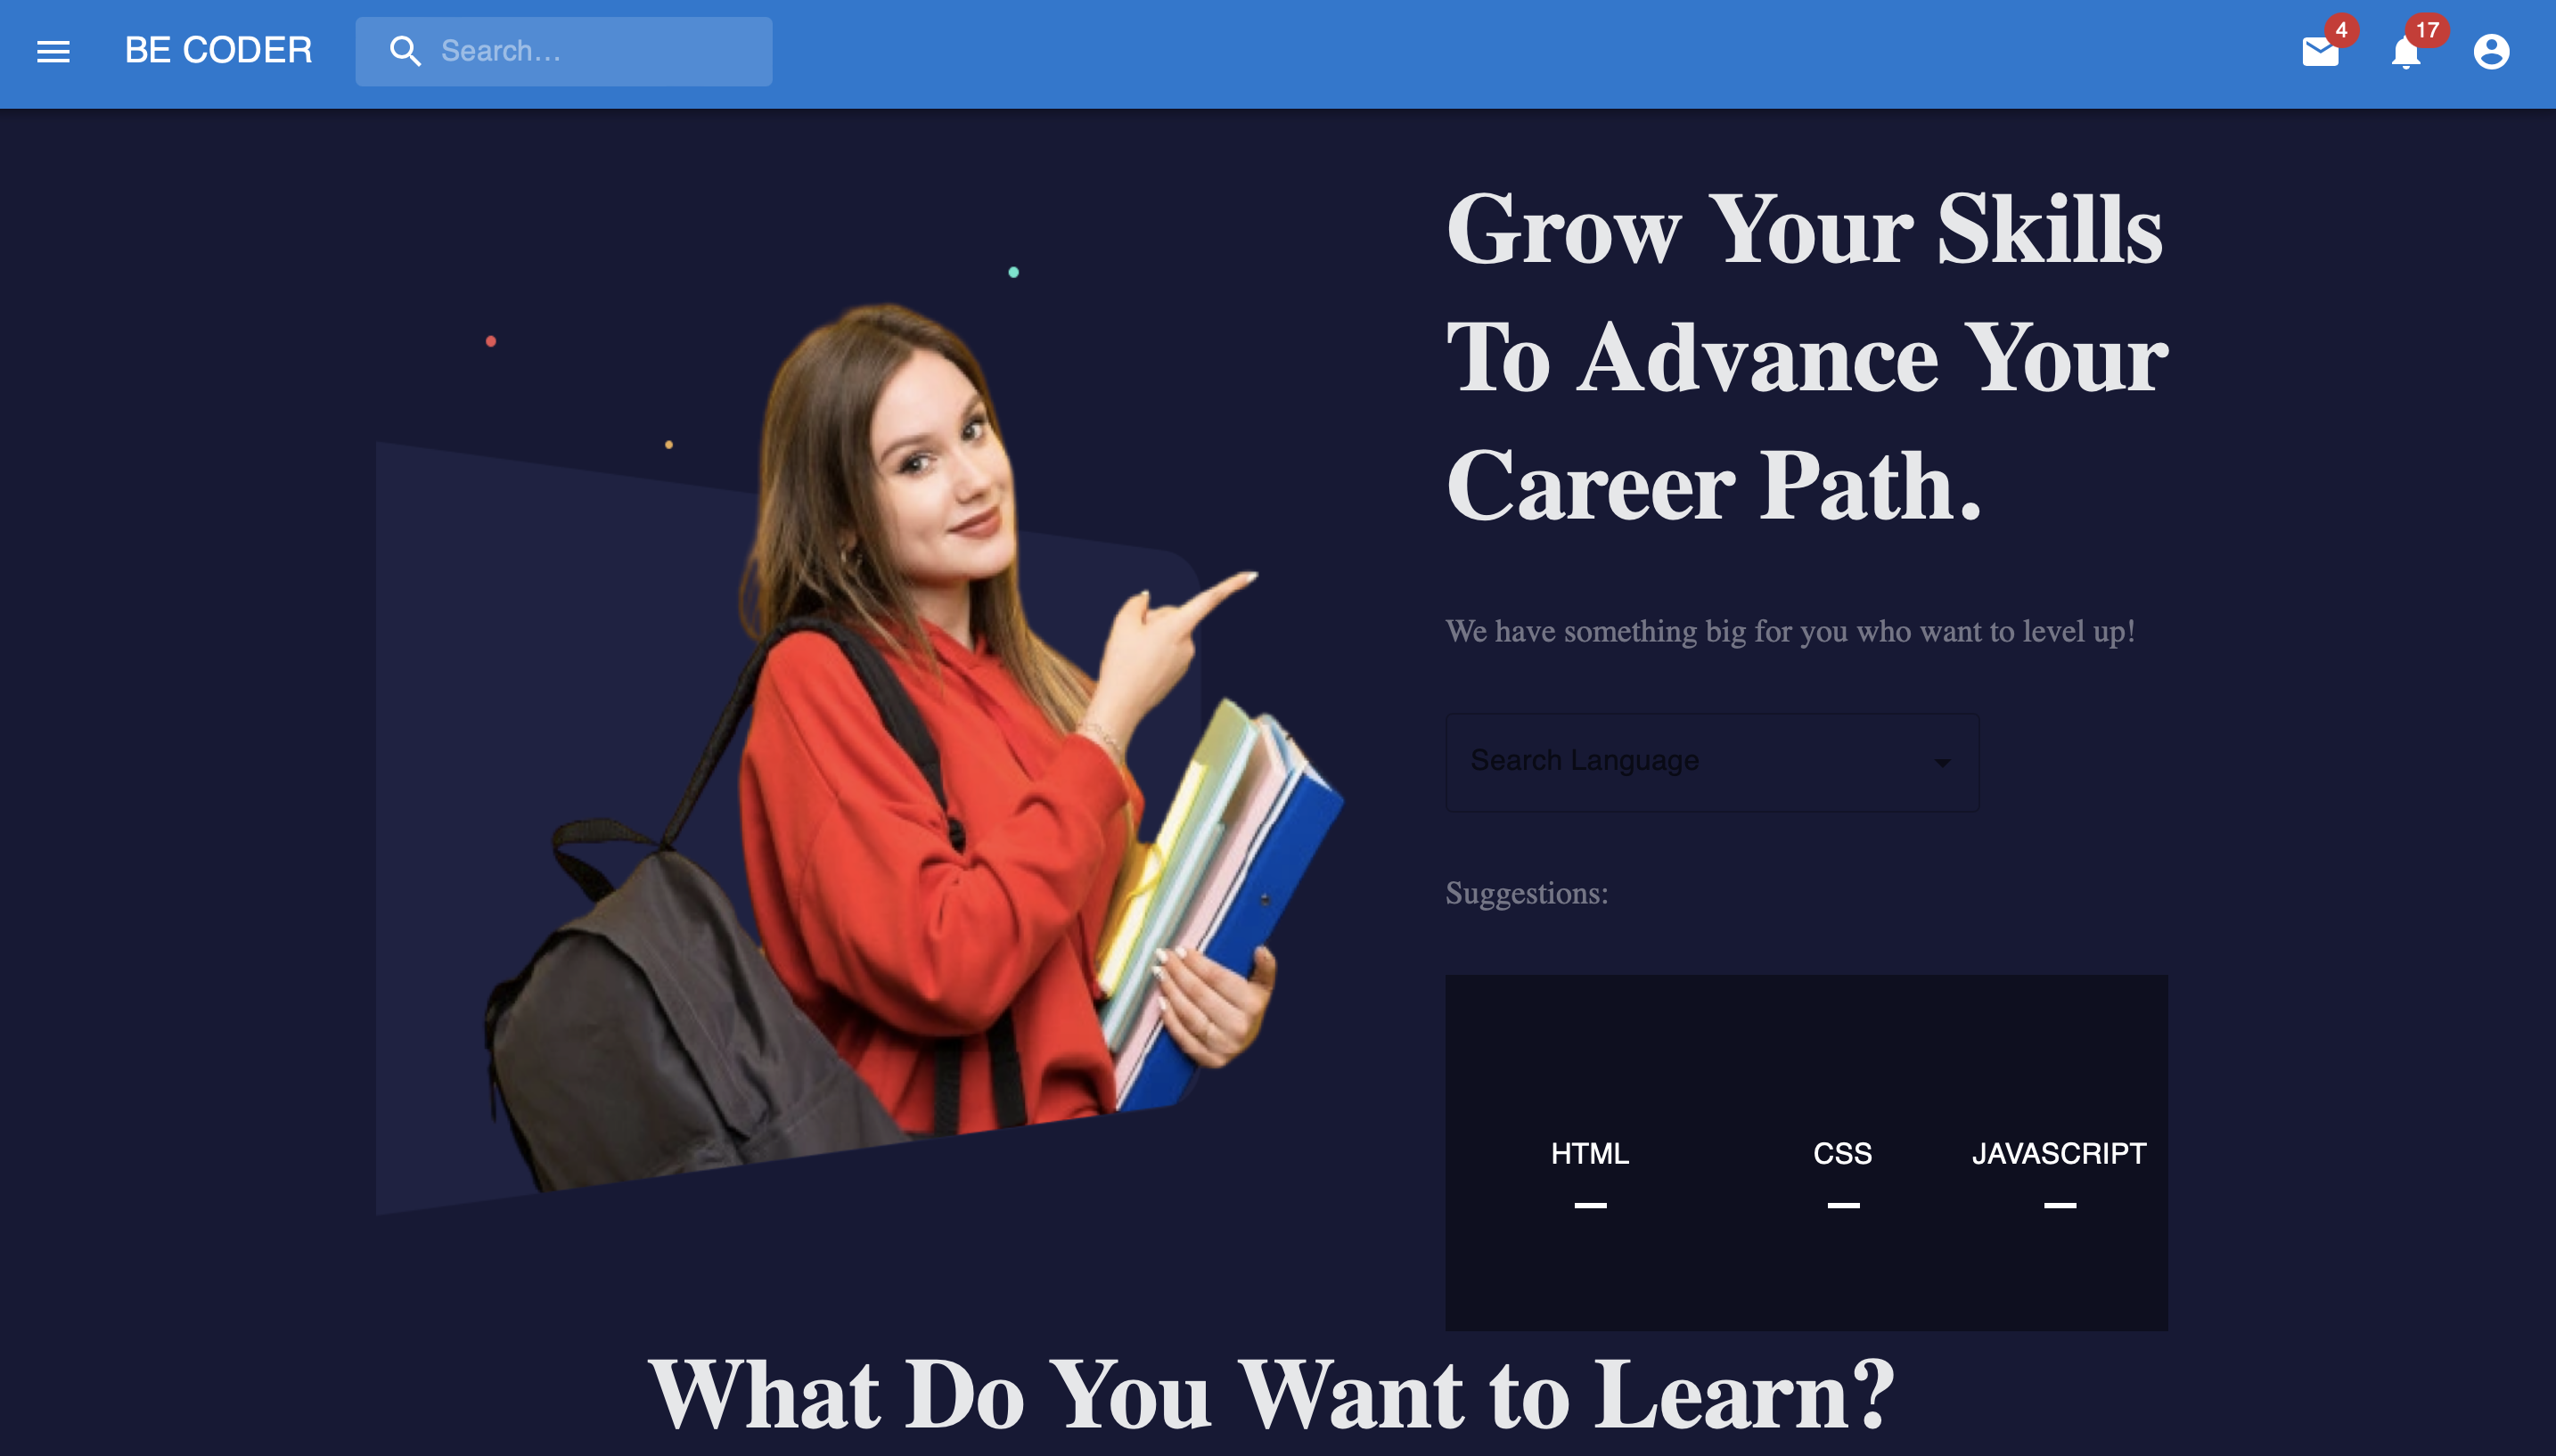 BE CODER
Search…
4
17
Grow Your Skills
To Advance Your
Career Path.
We have something big for you who want to level up!
Search Language
Suggestions:
HTML
CSS
JAVASCRIPT
What Do You Want to Learn?